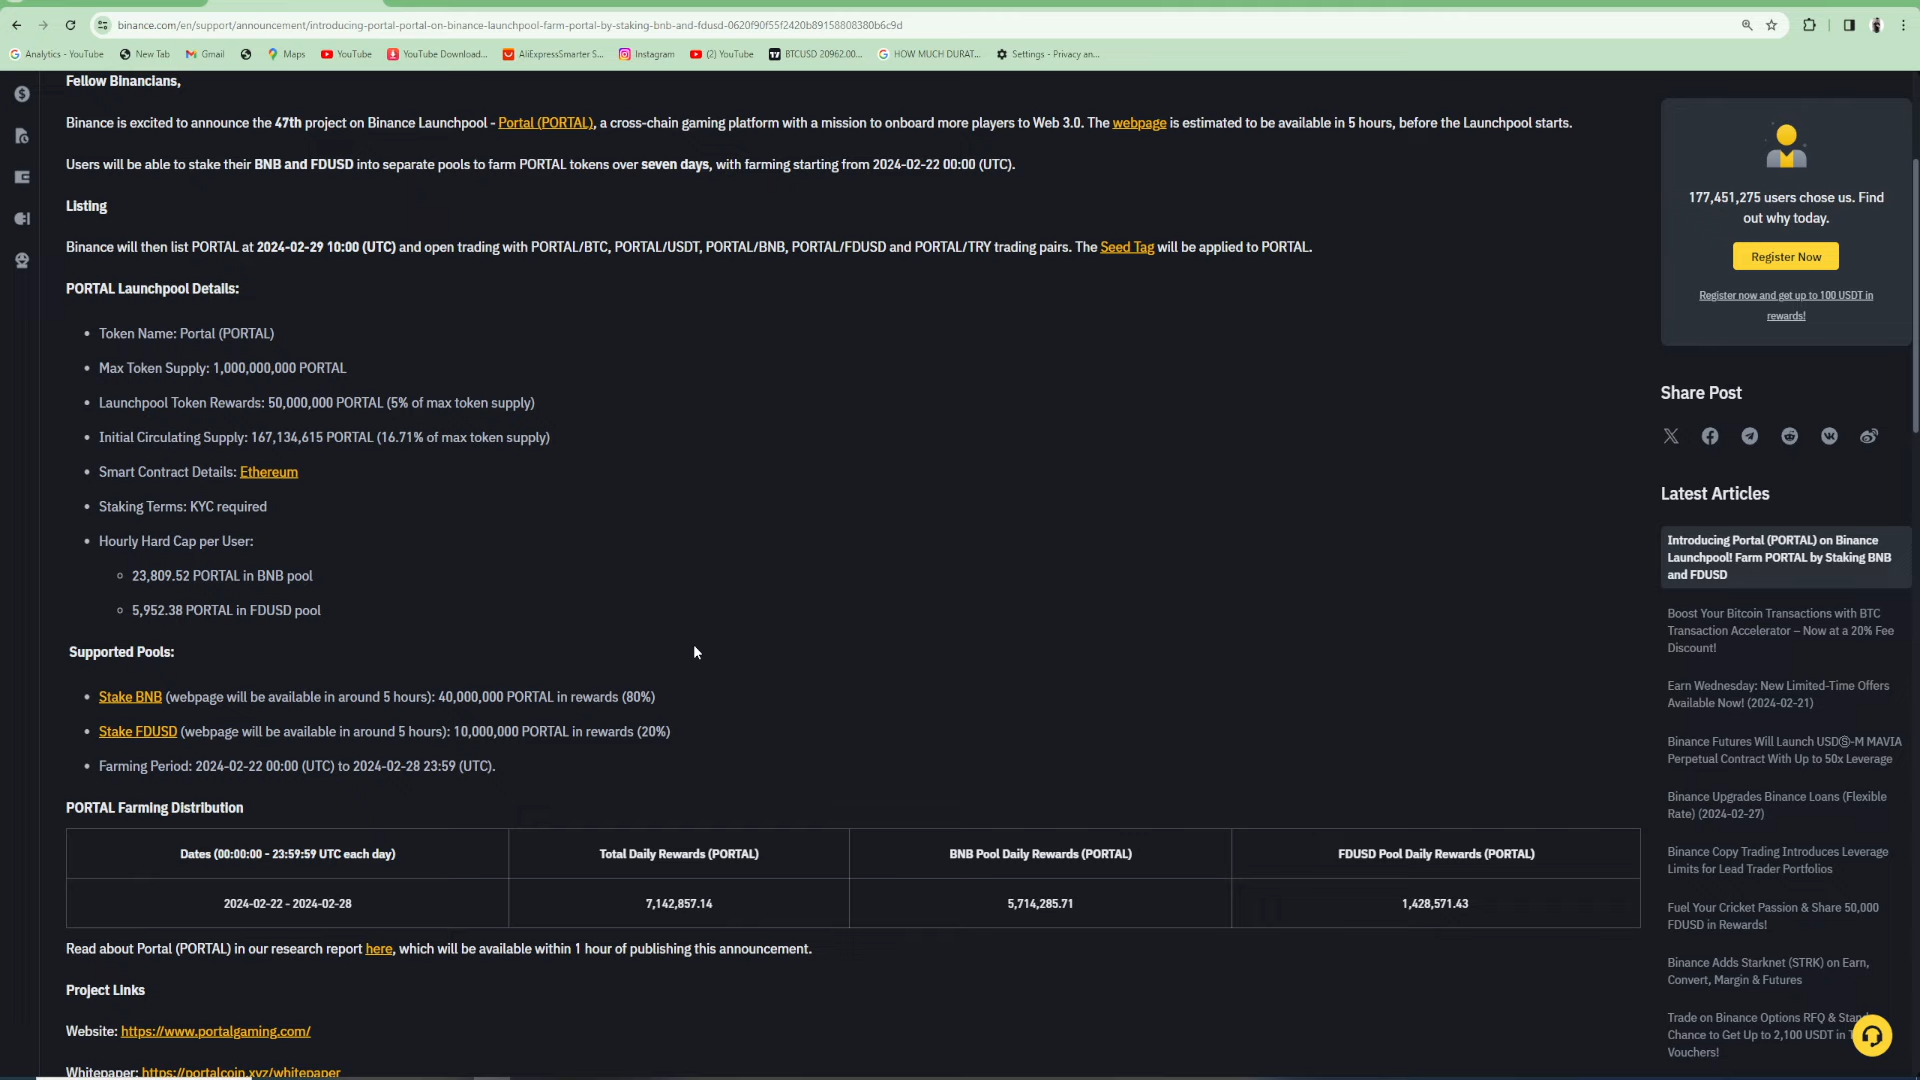 binance.com/en/support/announcement/introducing-portal-portal-on-binance-launchpool-farm-portal-by-staking-bnb-and-fdusd-0620f90f55f2420b89158808380b6c9d
Analytics - YouTube New Tab Gmail Maps YouTube YouTube Download... AliExpressSmarter S... Instagram (2) YouTube BTCUSD 20962.00... HOW MUCH DURAT... Settings - Privacy an...
Fellow Binancians,
Binance is excited to announce the 47th project on Binance Launchpool - Portal (PORTAL), a cross-chain gaming platform with a mission to onboard more players to Web 3.0. The webpage is estimated to be available in 5 hours, before the Launchpool starts.
Users will be able to stake their BNB and FDUSD into separate pools to farm PORTAL tokens over seven days, with farming starting from 2024-02-22 00:00 (UTC).
Listing
Binance will then list PORTAL at 2024-02-29 10:00 (UTC) and open trading with PORTAL/BTC, PORTAL/USDT, PORTAL/BNB, PORTAL/FDUSD and PORTAL/TRY trading pairs. The Seed Tag will be applied to PORTAL.
PORTAL Launchpool Details:
• Token Name: Portal (PORTAL)
• Max Token Supply: 1,000,000,000 PORTAL
• Launchpool Token Rewards: 50,000,000 PORTAL (5% of max token supply)
• Initial Circulating Supply: 167,134,615 PORTAL (16.71% of max token supply)
• Smart Contract Details: Ethereum
• Staking Terms: KYC required
• Hourly Hard Cap per User:
◦ 23,809.52 PORTAL in BNB pool
◦ 5,952.38 PORTAL in FDUSD pool
Supported Pools:
• Stake BNB (webpage will be available in around 5 hours): 40,000,000 PORTAL in rewards (80%)
• Stake FDUSD (webpage will be available in around 5 hours): 10,000,000 PORTAL in rewards (20%)
• Farming Period: 2024-02-22 00:00 (UTC) to 2024-02-28 23:59 (UTC).
PORTAL Farming Distribution
Dates (00:00:00 - 23:59:59 UTC each day) Total Daily Rewards (PORTAL) BNB Pool Daily Rewards (PORTAL) FDUSD Pool Daily Rewards (PORTAL)
2024-02-22 - 2024-02-28 7,142,857.14 5,714,285.71 1,428,571.43
Read about Portal (PORTAL) in our research report here, which will be available within 1 hour of publishing this announcement.
Project Links
Website: https://www.portalgaming.com/
Whitepaper: https://portalcoin.xyz/whitepaper
177,451,275 users chose us. Find
out why today.
Register Now
Register now and get up to 100 USDT in
rewards!
Share Post
Latest Articles
Introducing Portal (PORTAL) on Binance
Launchpool! Farm PORTAL by Staking BNB
and FDUSD
Boost Your Bitcoin Transactions with BTC
Transaction Accelerator – Now at a 20% Fee
Discount!
Earn Wednesday: New Limited-Time Offers
Available Now! (2024-02-21)
Binance Futures Will Launch USDⓈ-M MAVIA
Perpetual Contract With Up to 50x Leverage
Binance Upgrades Binance Loans (Flexible
Rate) (2024-02-27)
Binance Copy Trading Introduces Leverage
Limits for Lead Trader Portfolios
Fuel Your Cricket Passion & Share 50,000
FDUSD in Rewards!
Binance Adds Starknet (STRK) on Earn,
Convert, Margin & Futures
Trade on Binance Options RFQ & Stan
Chance to Get Up to 2,100 USDT in T
Vouchers!